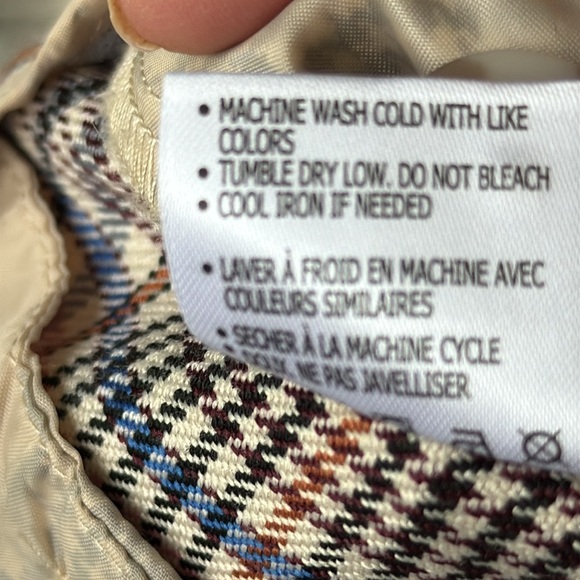 • MACHINE WASH COLD WITH LIKE
COLORS
• TUMBLE DRY LOW. DO NOT BLEACH
• COOL IRON IF NEEDED
• LAVER À FROID EN MACHINE AVEC
COULEURS SIMILAIRES
• SECHER À LA MACHINE CYCLE
DOUX. NE PAS JAVELLISER